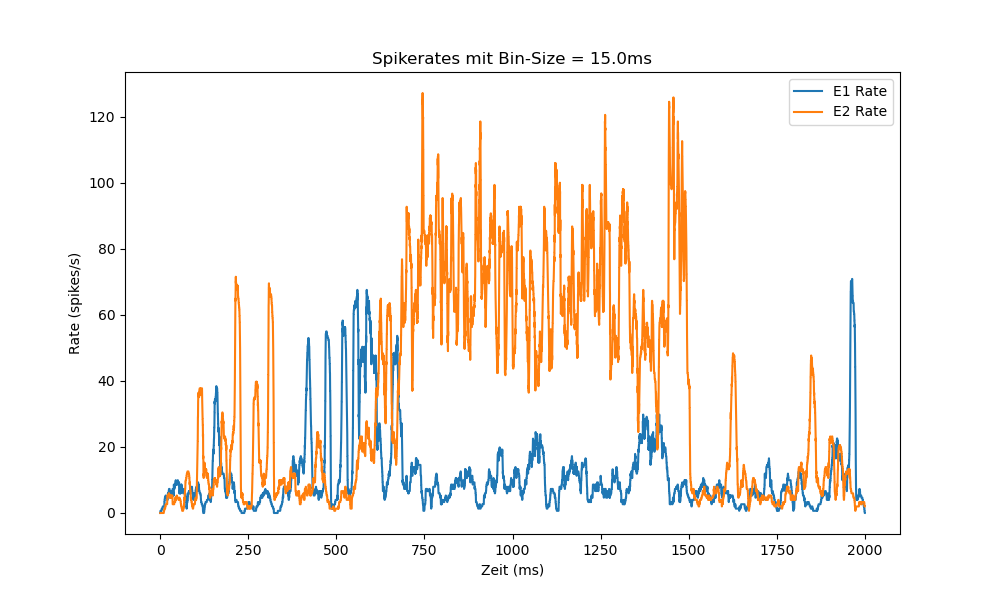 Spikerates mit Bin-Size = 15.0ms
E1 Rate
E2 Rate
Rate (spikes/s)
120
100
80
60
40
20
0
0 250 500 750 1000 1250 1500 1750 2000
Zeit (ms)